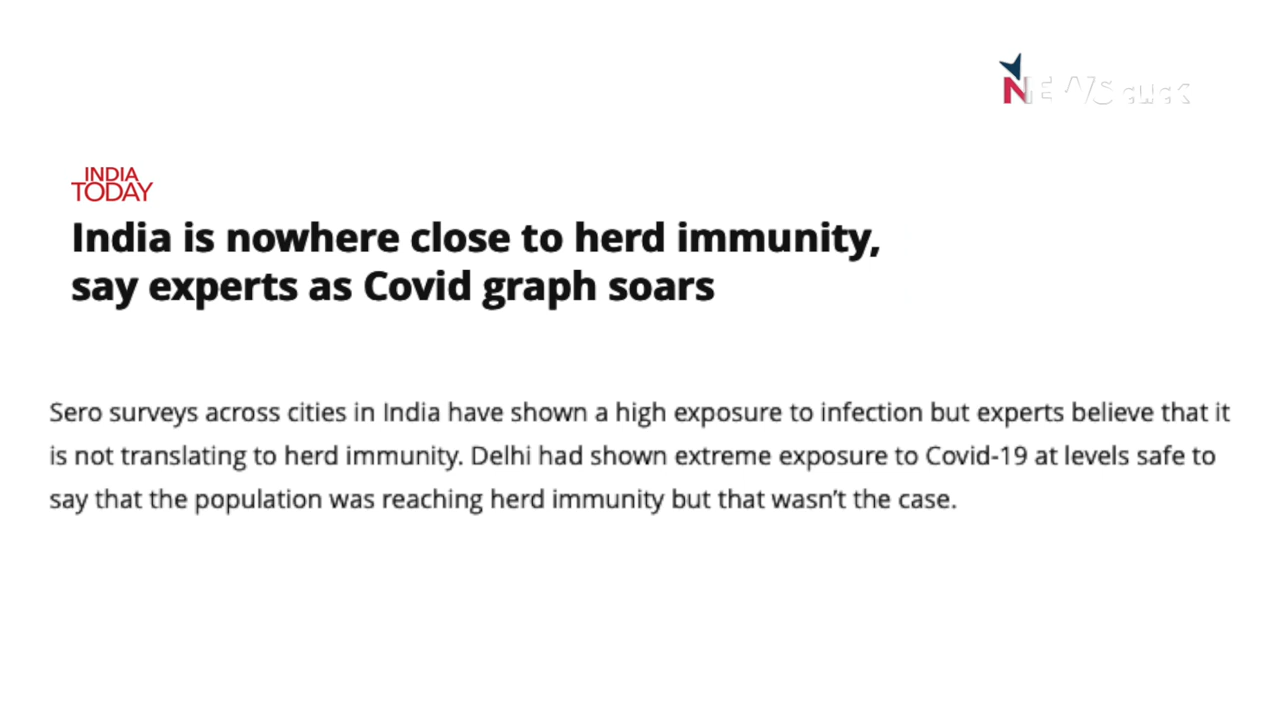 NEWSCLICK
INDIA
TODAY
India is nowhere close to herd immunity,
say experts as Covid graph soars
Sero surveys across cities in India have shown a high exposure to infection but experts believe that it
is not translating to herd immunity. Delhi had shown extreme exposure to Covid-19 at levels safe to
say that the population was reaching herd immunity but that wasn’t the case.